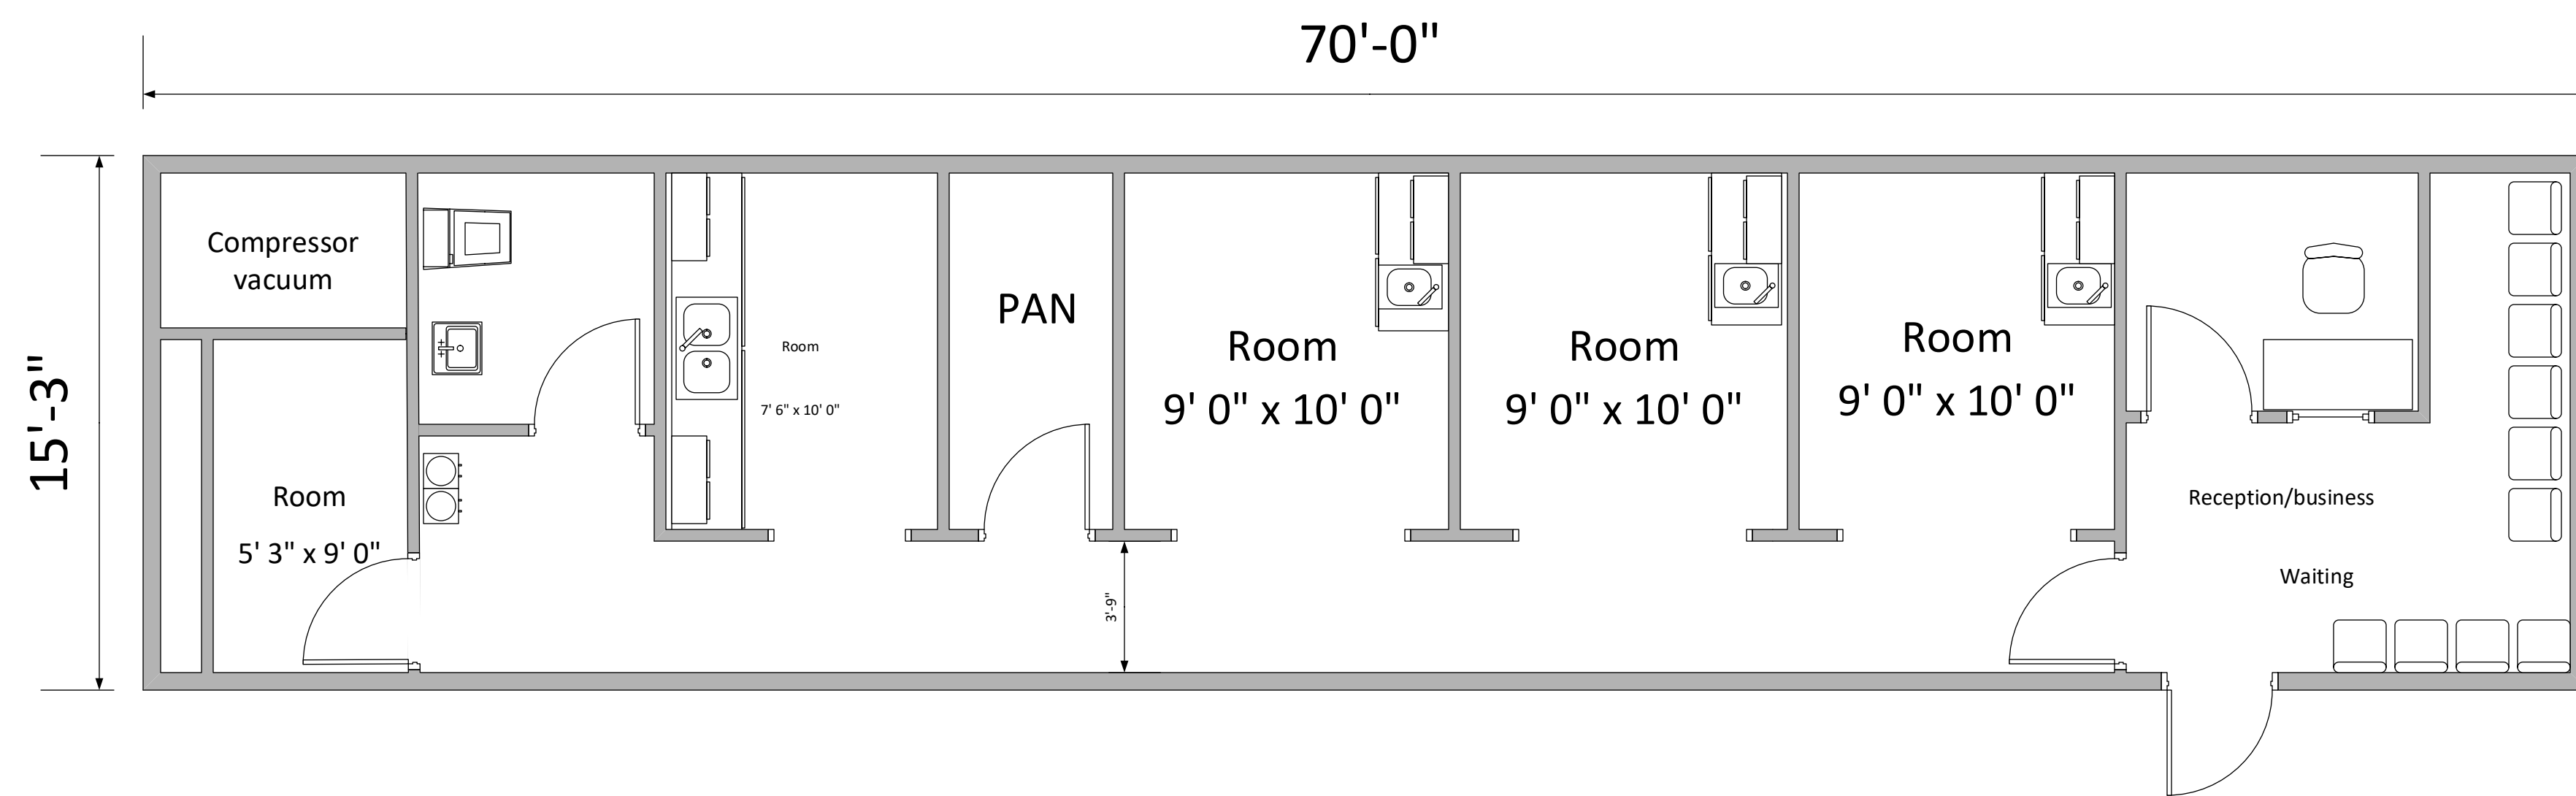 70'-0"
15'-3"
Compressor
vacuum
Room
5' 3" x 9' 0"
Room
7' 6" x 10' 0"
PAN
3'-9"
Room
9' 0" x 10' 0"
Room
9' 0" x 10' 0"
Room
9' 0" x 10' 0"
Reception/business
Waiting